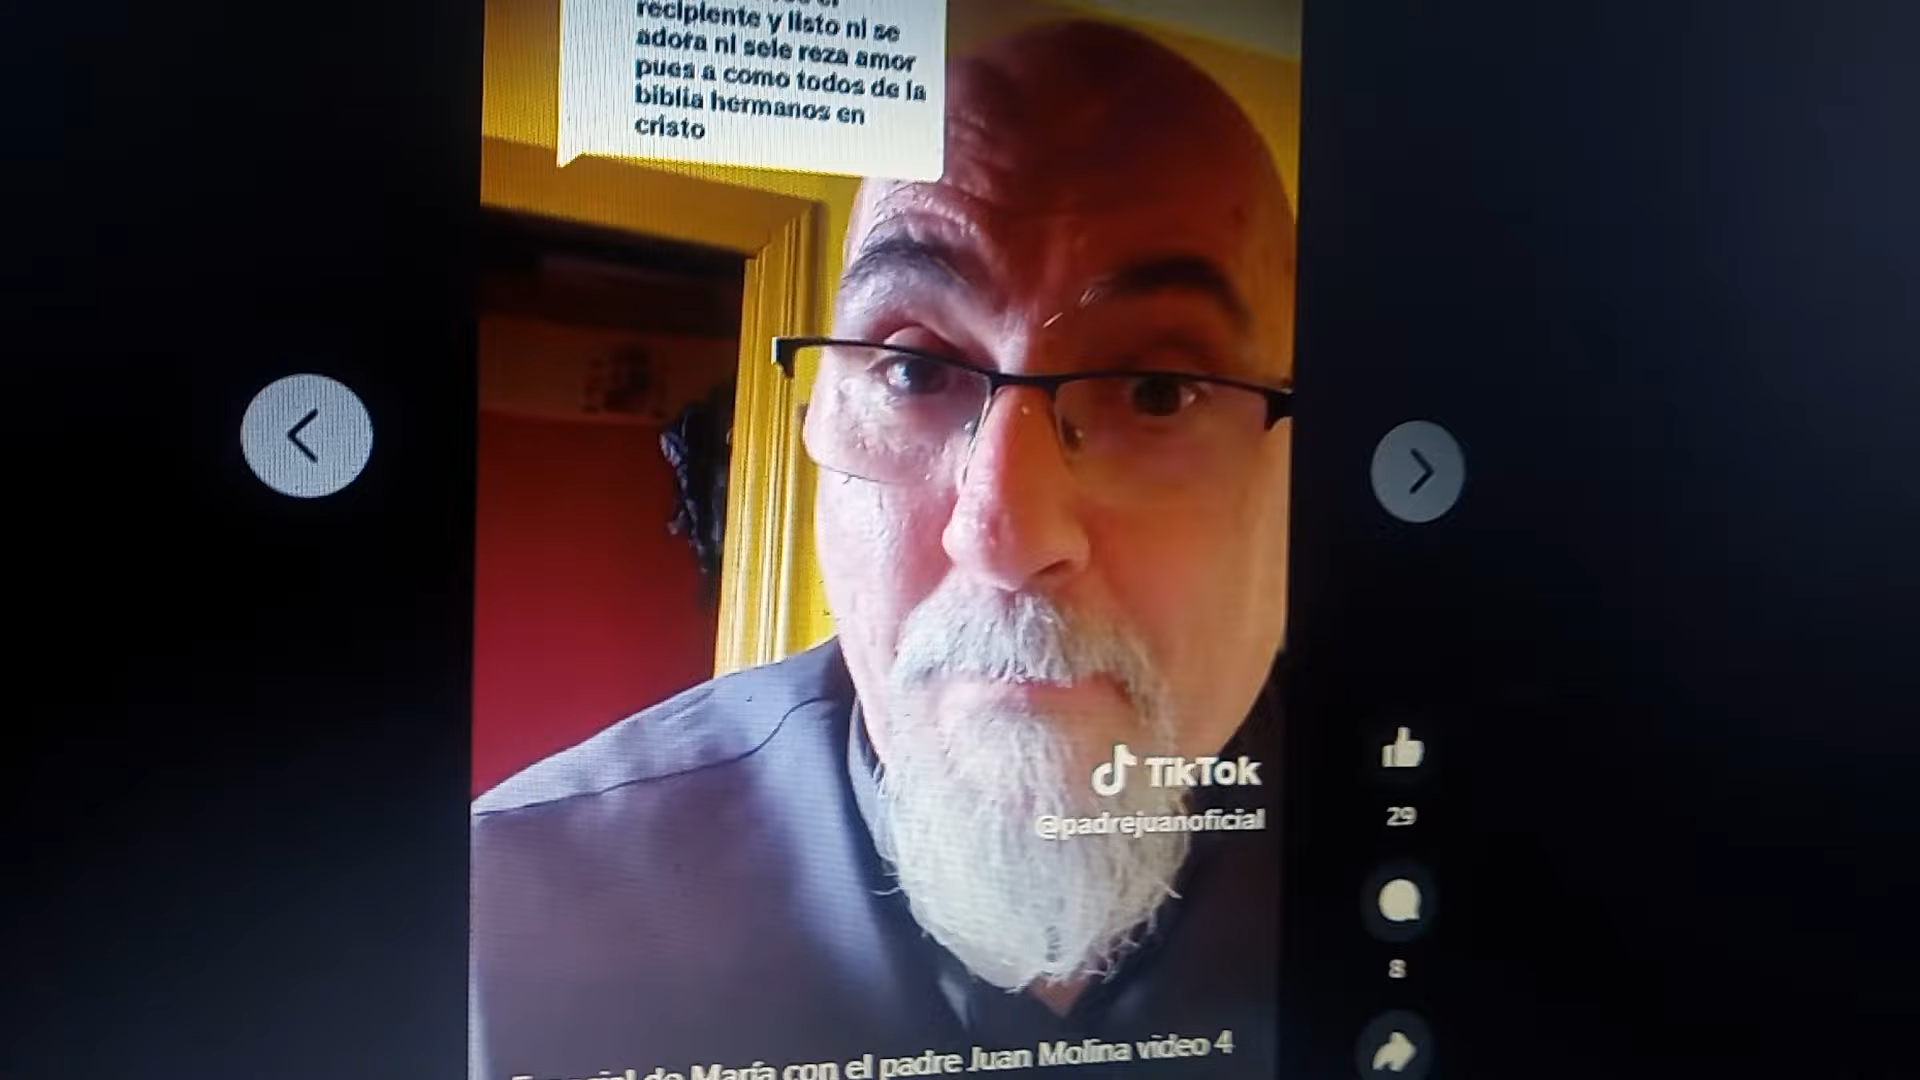 recipiente y listo ni se
adora ni sele reza amor
pues a como todos de la
biblia hermanos en
cristo
TikTok
@padrejuanoficial
29
8
de María con el padre Juan Molina video 4